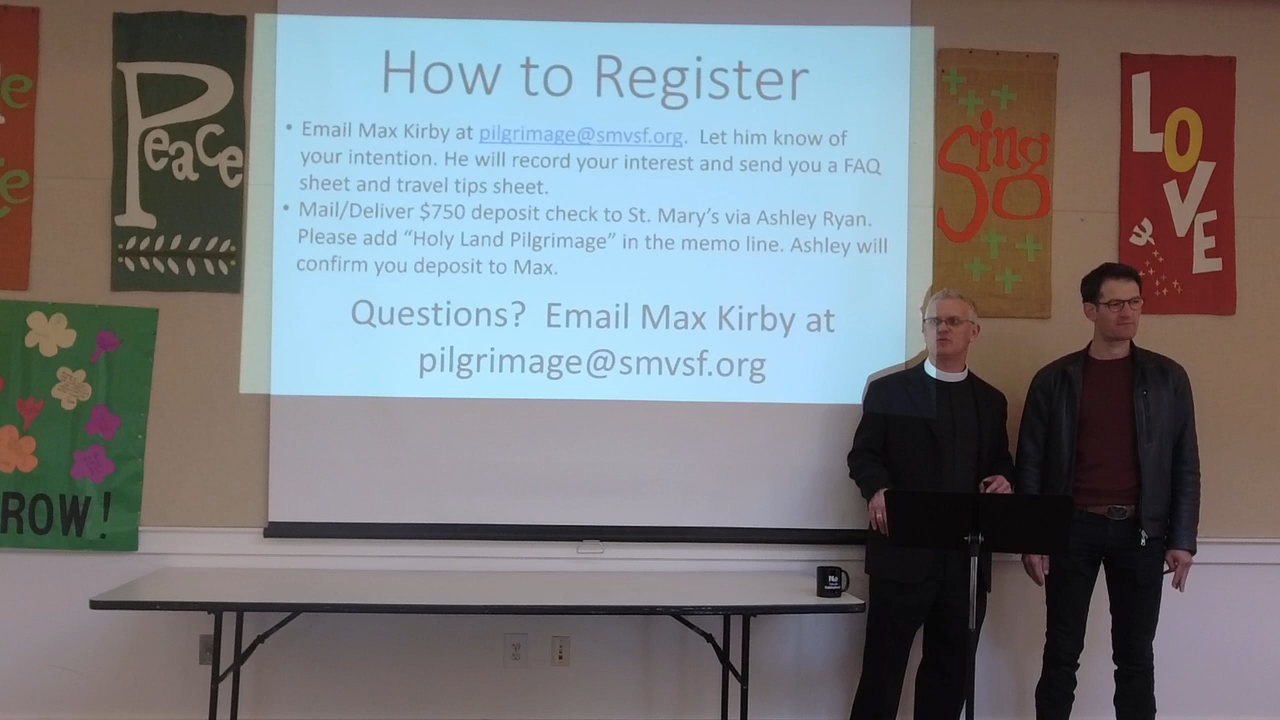 How to Register
• Email Max Kirby at pilgrimage@smvsf.org. Let him know of
your intention. He will record your interest and send you a FAQ
sheet and travel tips sheet.
• Mail/Deliver $750 deposit check to St. Mary's via Ashley Ryan.
Please add "Holy Land Pilgrimage" in the memo line. Ashley will
confirm you deposit to Max.
Questions? Email Max Kirby at
pilgrimage@smvsf.org
Peace
Sing
LOVE
ROW!
No